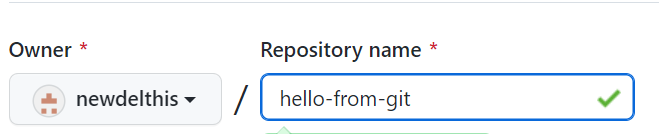 Owner * Repository name *
newdelthis / hello-from-git